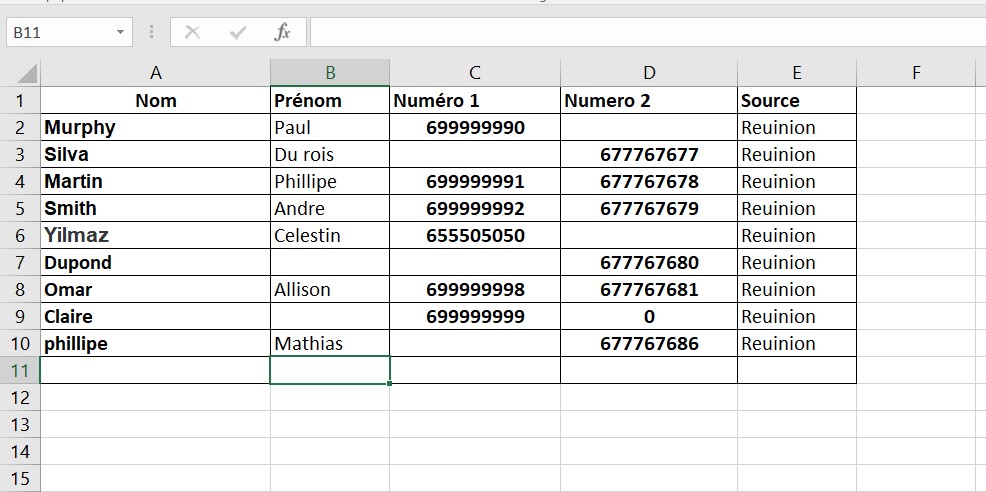 B11 fx
A B C D E F
1 Nom Prénom Numéro 1 Numero 2 Source
2 Murphy Paul 699999990 Reuinion
3 Silva Du rois 677767677 Reuinion
4 Martin Phillipe 699999991 677767678 Reuinion
5 Smith Andre 699999992 677767679 Reuinion
6 Yilmaz Celestin 655505050 Reuinion
7 Dupond 677767680 Reuinion
8 Omar Allison 699999998 677767681 Reuinion
9 Claire 699999999 0 Reuinion
10 phillipe Mathias 677767686 Reuinion
11
12
13
14
15